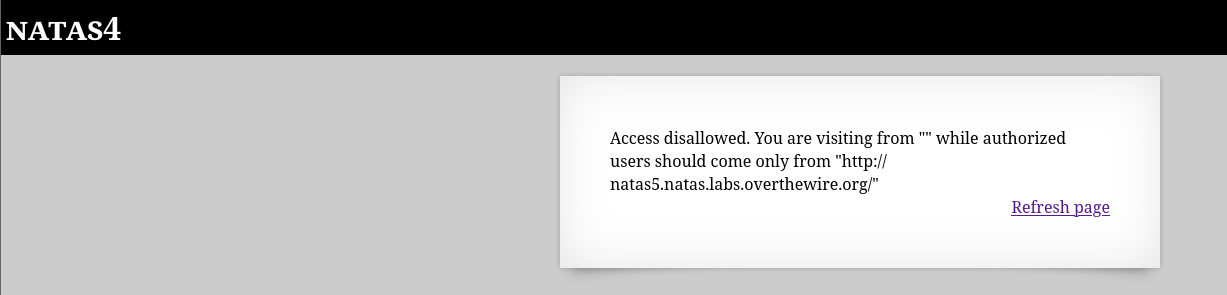 NATAS4
Access disallowed. You are visiting from "" while authorized
users should come only from "http://
natas5.natas.labs.overthewire.org/"
Refresh page